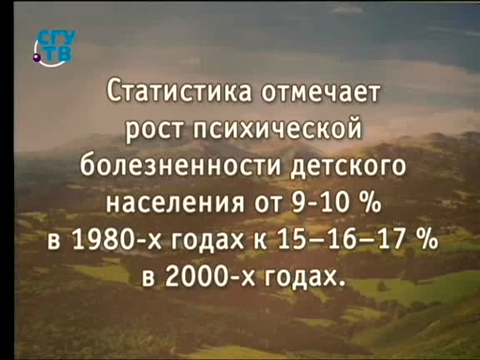 СГУ
ТВ
Статистика отмечает
рост психической
болезненности детского
населения от 9-10 %
в 1980-х годах к 15–16–17 %
в 2000-х годах.